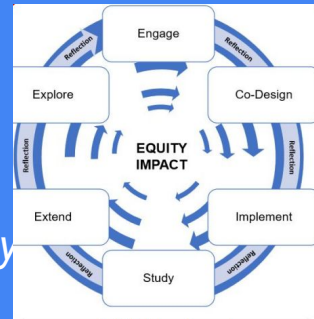 Engage
Reflection
Reflection
Explore
Co-Design
EQUITY
IMPACT
Reflection
Reflection
Extend
Implement
y
Reflection
Reflection
Study